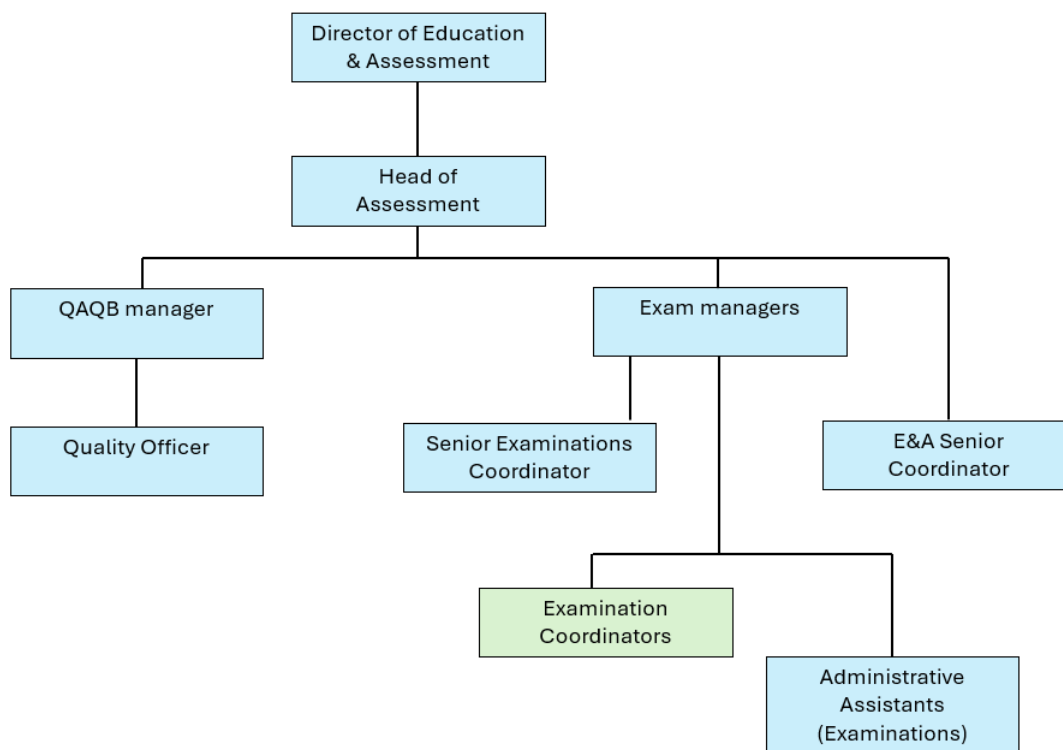 Director of Education
& Assessment
Head of
Assessment
QAQB manager
Exam managers
Quality Officer
Senior Examinations
Coordinator
E&A Senior
Coordinator
Examination
Coordinators
Administrative
Assistants
(Examinations)